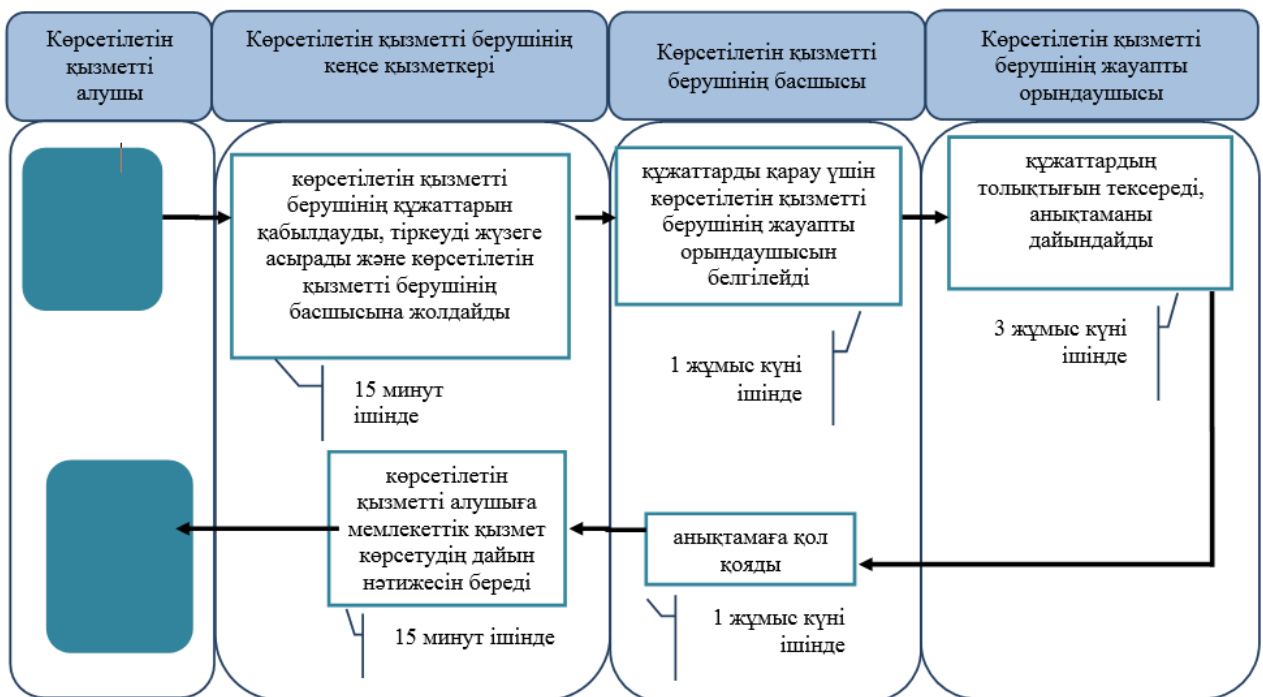 Көрсетілетін
қызметті
алушы
Көрсетілетін қызметті берушінің
кеңсе қызметкері
Көрсетілетін қызметті
берушінің басшысы
Көрсетілетін қызметті
берушінің жауапты
орындаушысы
көрсетілетін қызметті
берушінің құжаттарын
қабылдауды, тіркеуді жүзеге
асырады және көрсетілетін
қызметті берушінің
басшысына жолдайды
15 минут
ішінде
құжаттарды қарау үшін
көрсетілетін қызметті
берушінің жауапты
орындаушысын
белгілейді
1 жұмыс күні
ішінде
құжаттардың
толықтығын тексереді,
анықтаманы
дайындайды
3 жұмыс күні
ішінде
көрсетілетін
қызметті алушыға
мемлекеттік қызмет
көрсетудің дайын
нәтижесін береді
15 минут ішінде
анықтамаға қол
қояды
1 жұмыс күні
ішінде